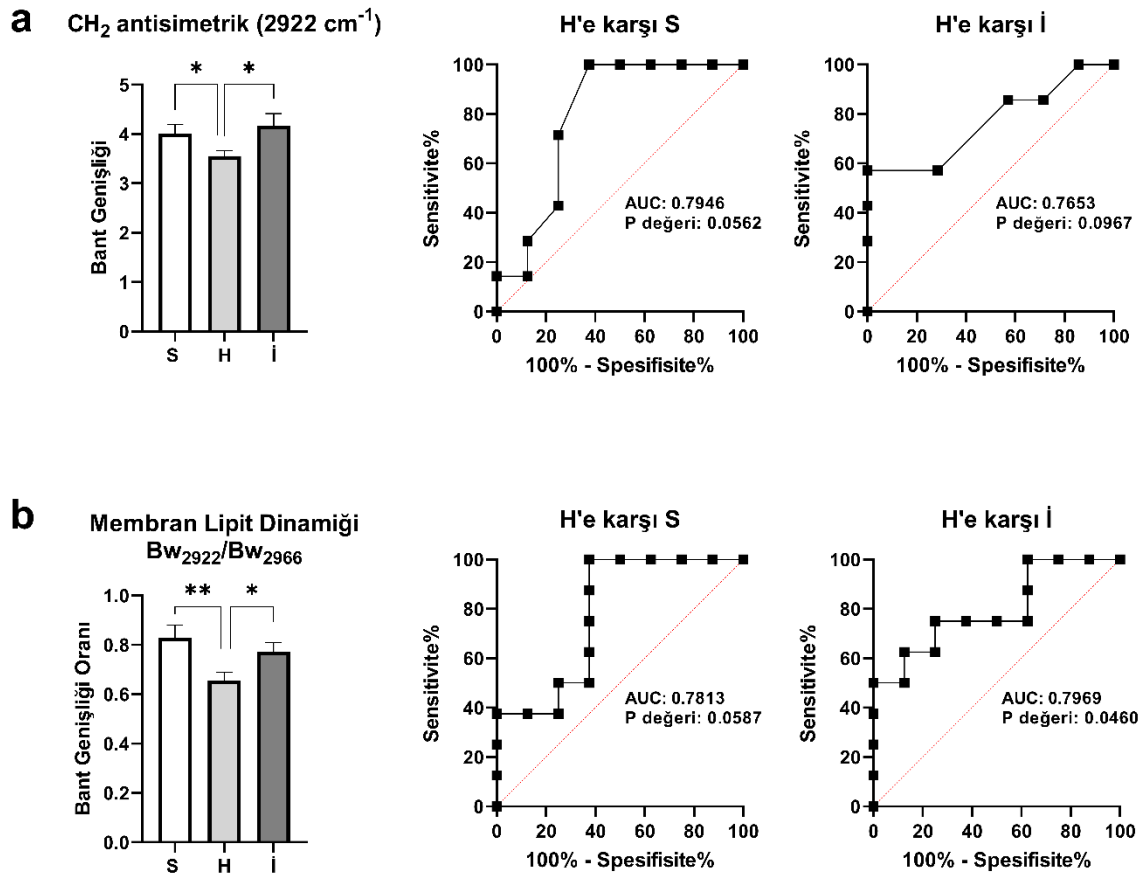 a
CH₂ antisimetrik (2922 cm⁻¹)
* *
Bant Genişliği
5
4
3
2
1
0
S H İ
H'e karşı S
Sensitivite%
100
80
60
40
20
0
AUC: 0.7946
P değeri: 0.0562
0 20 40 60 80 100
100% - Spesifisite%
H'e karşı İ
Sensitivite%
100
80
60
40
20
0
AUC: 0.7653
P değeri: 0.0967
0 20 40 60 80 100
100% - Spesifisite%
b
Membran Lipit Dinamiği
Bw₂₉₂₂/Bw₂₉₆₆
** *
Bant Genişliği Oranı
1.0
0.8
0.6
0.4
0.2
0.0
S H İ
H'e karşı S
Sensitivite%
100
80
60
40
20
0
AUC: 0.7813
P değeri: 0.0587
0 20 40 60 80 100
100% - Spesifisite%
H'e karşı İ
Sensitivite%
100
80
60
40
20
0
AUC: 0.7969
P değeri: 0.0460
0 20 40 60 80 100
100% - Spesifisite%